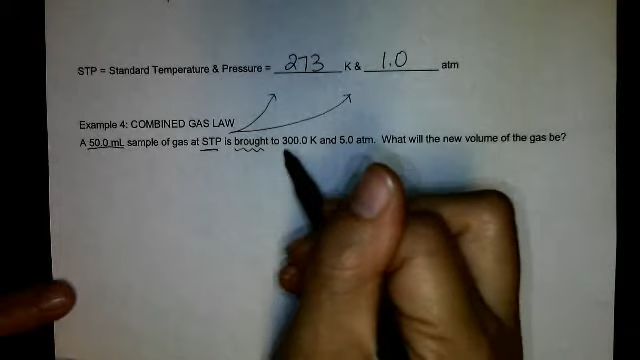 STP = Standard Temperature & Pressure = 273 K & 1.0 atm
Example 4: COMBINED GAS LAW
A 50.0 mL sample of gas at STP is brought to 300.0 K and 5.0 atm. What will the new volume of the gas be?